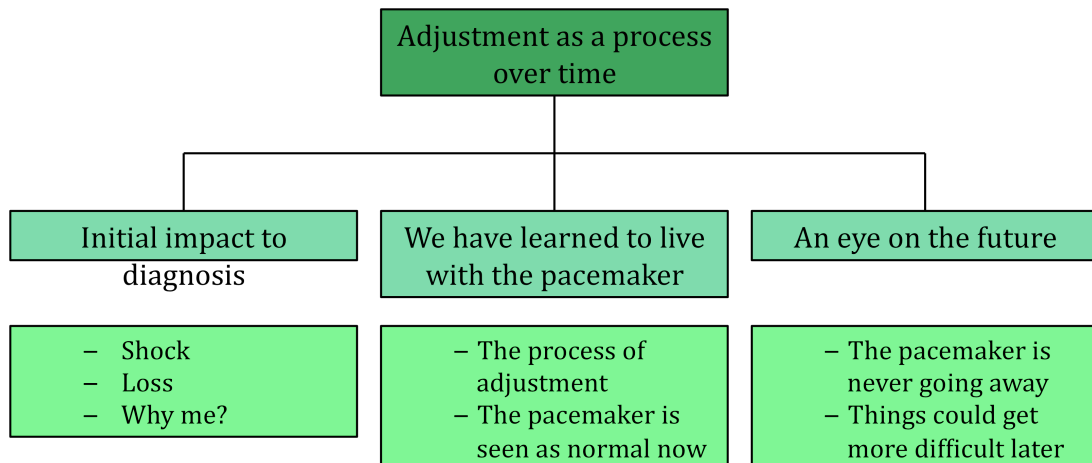 Adjustment as a process
over time
Initial impact to
diagnosis
We have learned to live
with the pacemaker
An eye on the future
– Shock
– Loss
– Why me?
– The process of
adjustment
– The pacemaker is
seen as normal now
– The pacemaker is
never going away
– Things could get
more difficult later